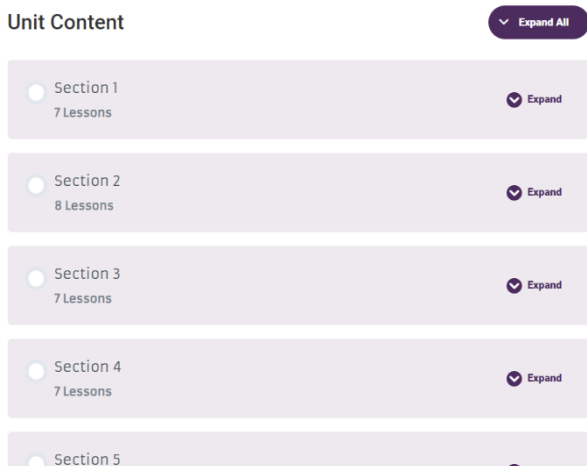 Unit Content
Expand All
Section 1
7 Lessons
Expand
Section 2
8 Lessons
Expand
Section 3
7 Lessons
Expand
Section 4
7 Lessons
Expand
Section 5